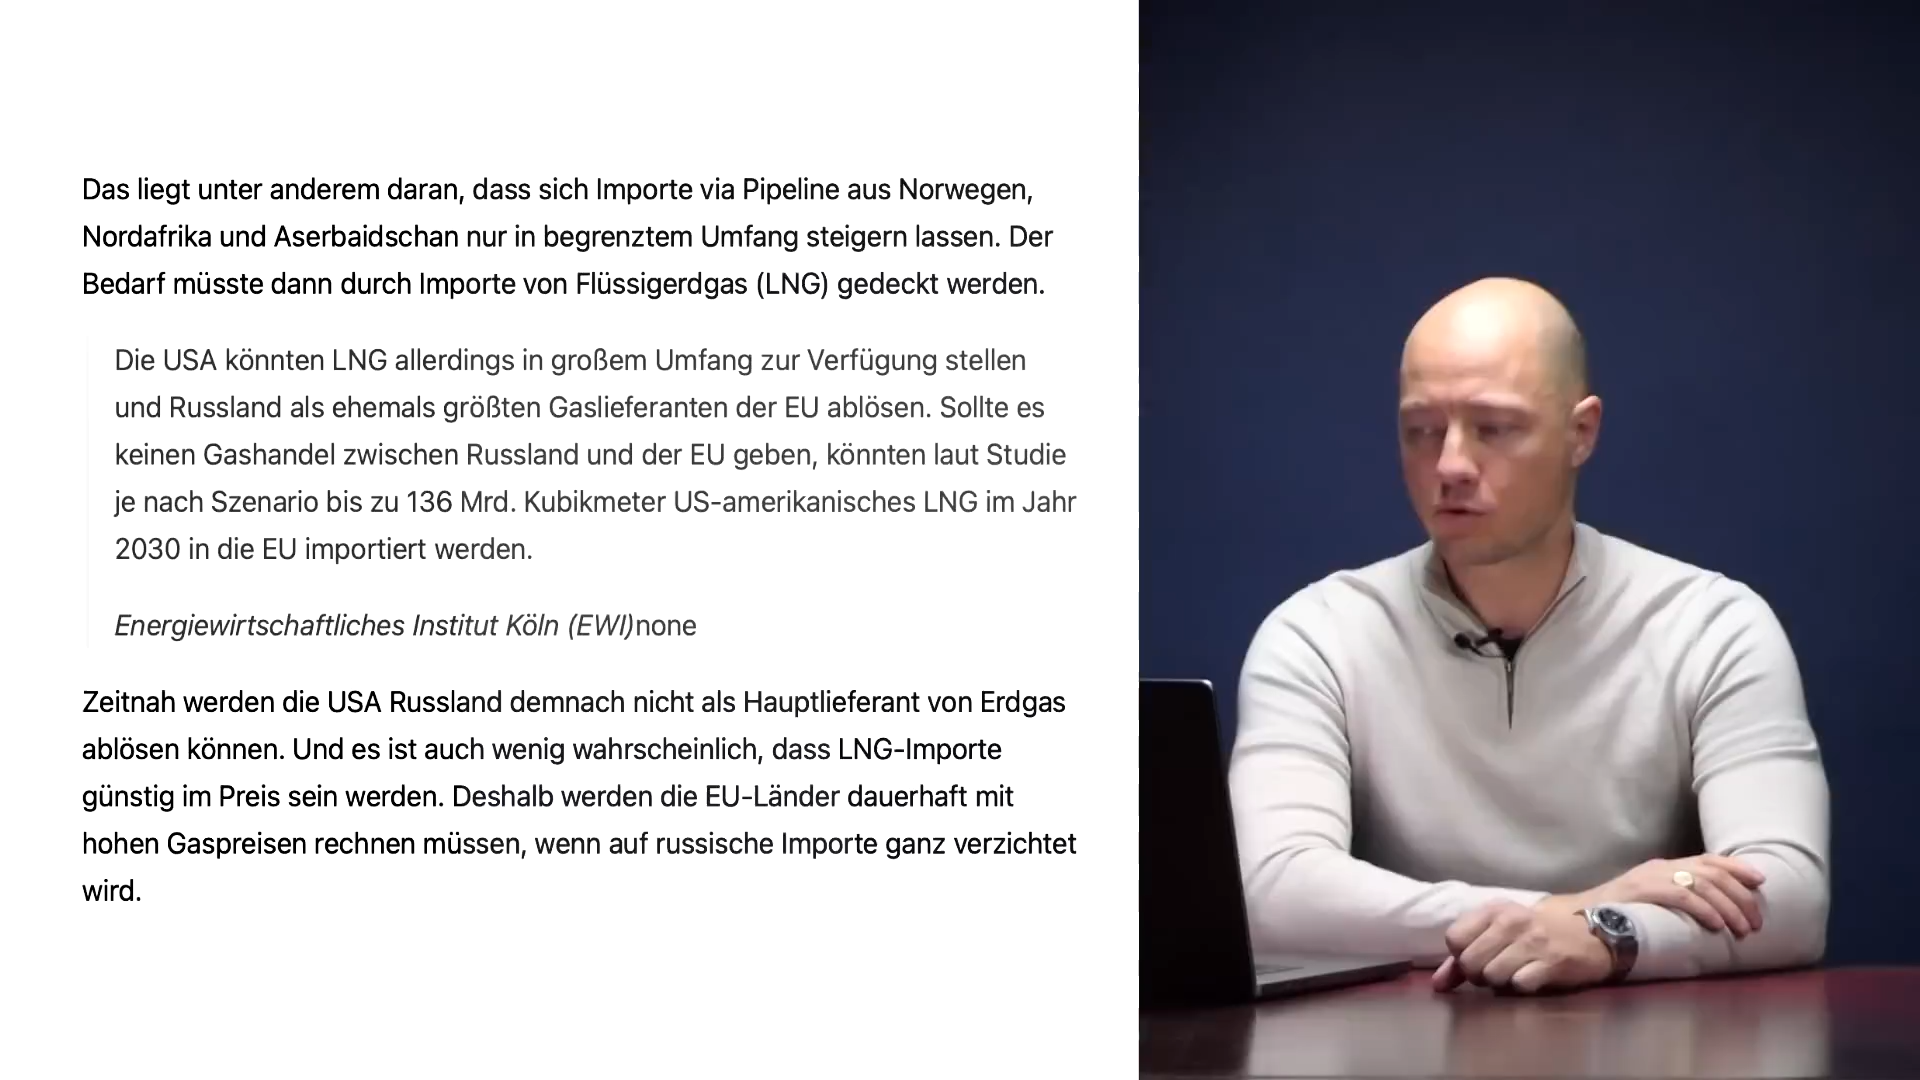 Das liegt unter anderem daran, dass sich Importe via Pipeline aus Norwegen,
Nordafrika und Aserbaidschan nur in begrenztem Umfang steigern lassen. Der
Bedarf müsste dann durch Importe von Flüssigerdgas (LNG) gedeckt werden.
Die USA könnten LNG allerdings in großem Umfang zur Verfügung stellen
und Russland als ehemals größten Gaslieferanten der EU ablösen. Sollte es
keinen Gashandel zwischen Russland und der EU geben, könnten laut Studie
je nach Szenario bis zu 136 Mrd. Kubikmeter US-amerikanisches LNG im Jahr
2030 in die EU importiert werden.
Energiewirtschaftliches Institut Köln (EWI)none
Zeitnah werden die USA Russland demnach nicht als Hauptlieferant von Erdgas
ablösen können. Und es ist auch wenig wahrscheinlich, dass LNG-Importe
günstig im Preis sein werden. Deshalb werden die EU-Länder dauerhaft mit
hohen Gaspreisen rechnen müssen, wenn auf russische Importe ganz verzichtet
wird.